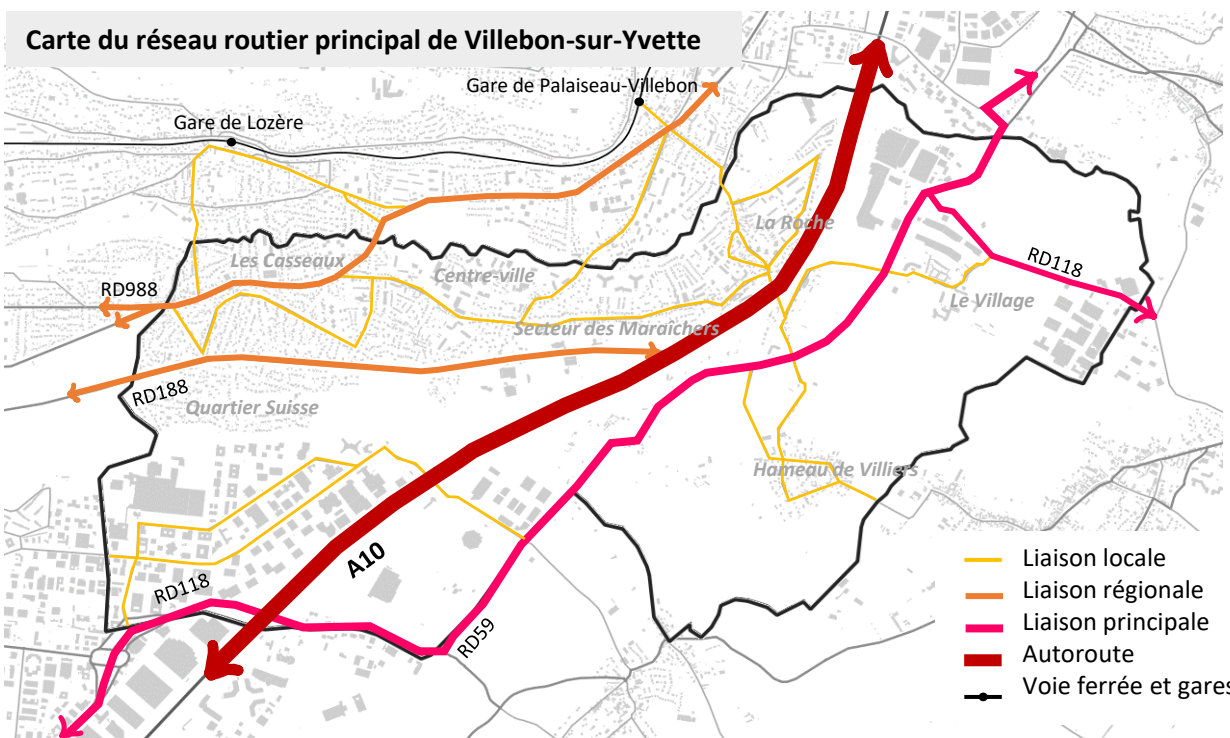 Carte du réseau routier principal de Villebon-sur-Yvette
Gare de Palaiseau-Villebon
Gare de Lozère
La Roche
Les Casseaux
Centre-ville
RD118
RD988
Le Village
Secteur des Maraîchers
RD188
Quartier Suisse
Hameau de Villiers
A10
RD118
RD59
Liaison locale
Liaison régionale
Liaison principale
Autoroute
Voie ferrée et gares